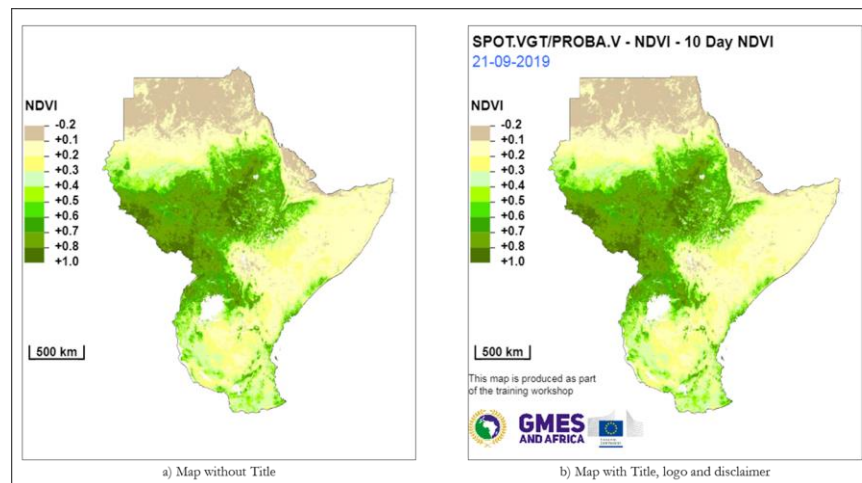 NDVI
-0.2
+0.1
+0.2
+0.3
+0.4
+0.5
+0.6
+0.7
+0.8
+1.0
500 km
a) Map without Title
SPOT.VGT/PROBA.V - NDVI - 10 Day NDVI
21-09-2019
NDVI
-0.2
+0.1
+0.2
+0.3
+0.4
+0.5
+0.6
+0.7
+0.8
+1.0
500 km
This map is produced as part
of the training workshop
GMES
AND AFRICA
b) Map with Title, logo and disclaimer